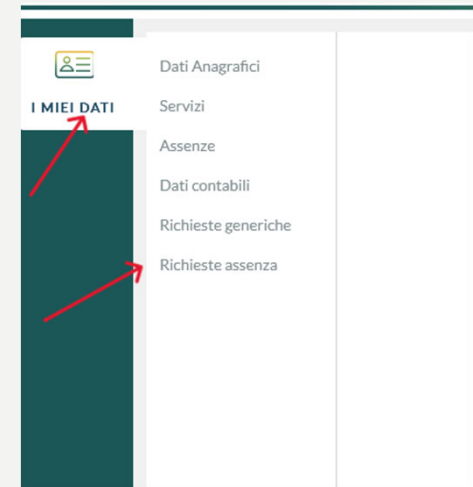 I MIEI DATI
Dati Anagrafici
Servizi
Assenze
Dati contabili
Richieste generiche
Richieste assenza